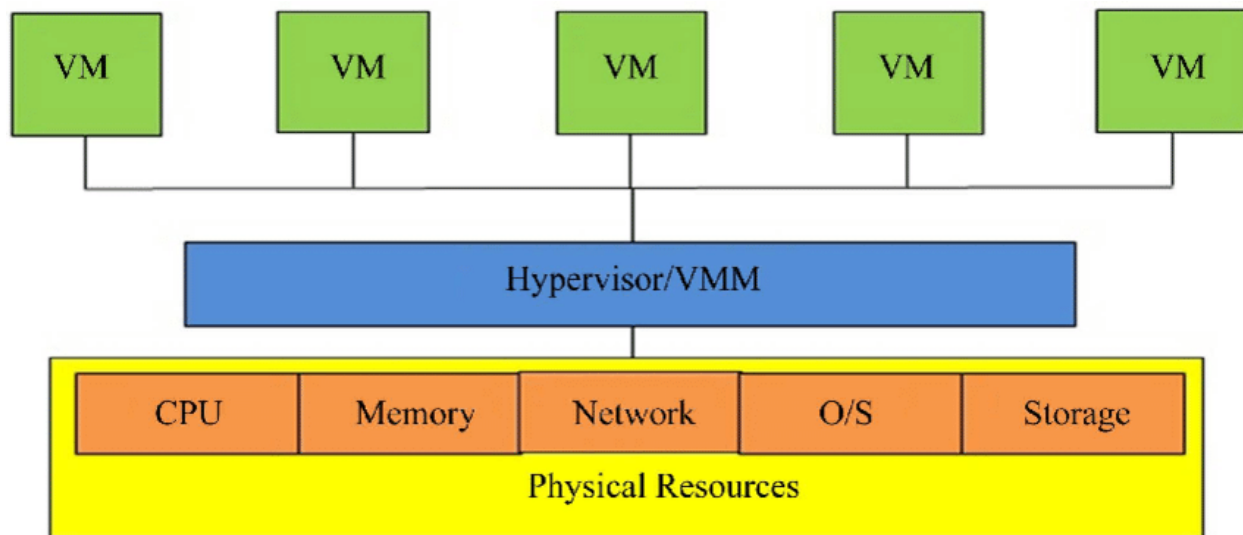 VM VM VM VM VM
Hypervisor/VMM
CPU Memory Network O/S Storage
Physical Resources